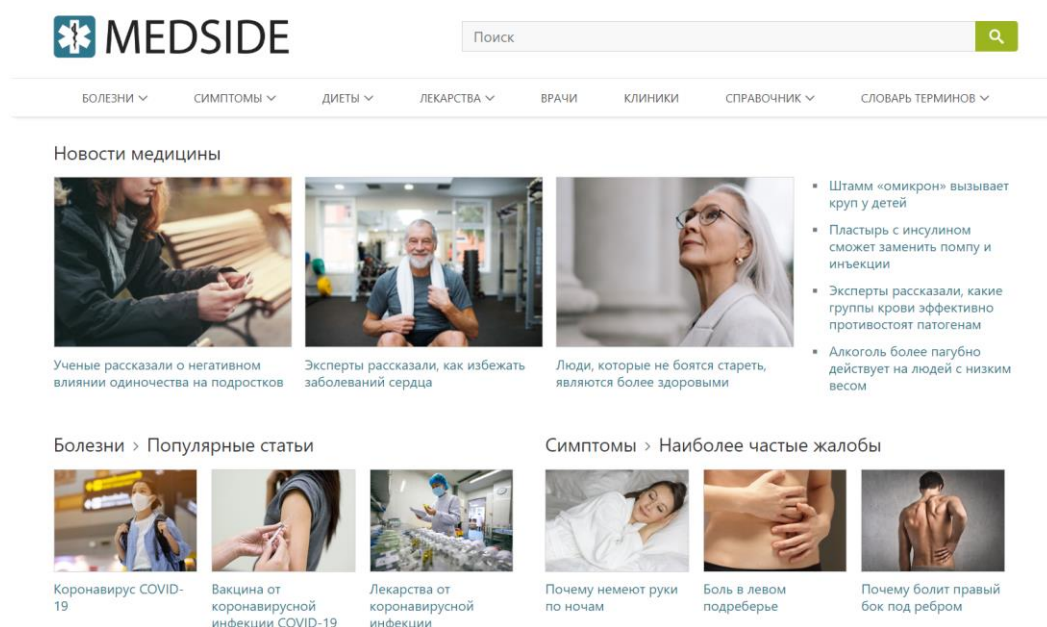 MEDSIDE
Поиск
БОЛЕЗНИ
СИМПТОМЫ
ДИЕТЫ
ЛЕКАРСТВА
ВРАЧИ
КЛИНИКИ
СПРАВОЧНИК
СЛОВАРЬ ТЕРМИНОВ
Новости медицины
Ученые рассказали о негативном
влиянии одиночества на подростков
Эксперты рассказали, как избежать
заболеваний сердца
Люди, которые не боятся стареть,
являются более здоровыми
Штамм «омикрон» вызывает
круп у детей
Пластырь с инсулином
сможет заменить помпу и
инъекции
Эксперты рассказали, какие
группы крови эффективно
противостоят патогенам
Алкоголь более пагубно
действует на людей с низким
весом
Болезни > Популярные статьи
Коронавирус COVID-
19
Вакцина от
коронавирусной
инфекции COVID-19
Лекарства от
коронавирусной
инфекции
Симптомы > Наиболее частые жалобы
Почему немеют руки
по ночам
Боль в левом
подреберье
Почему болит правый
бок под ребром